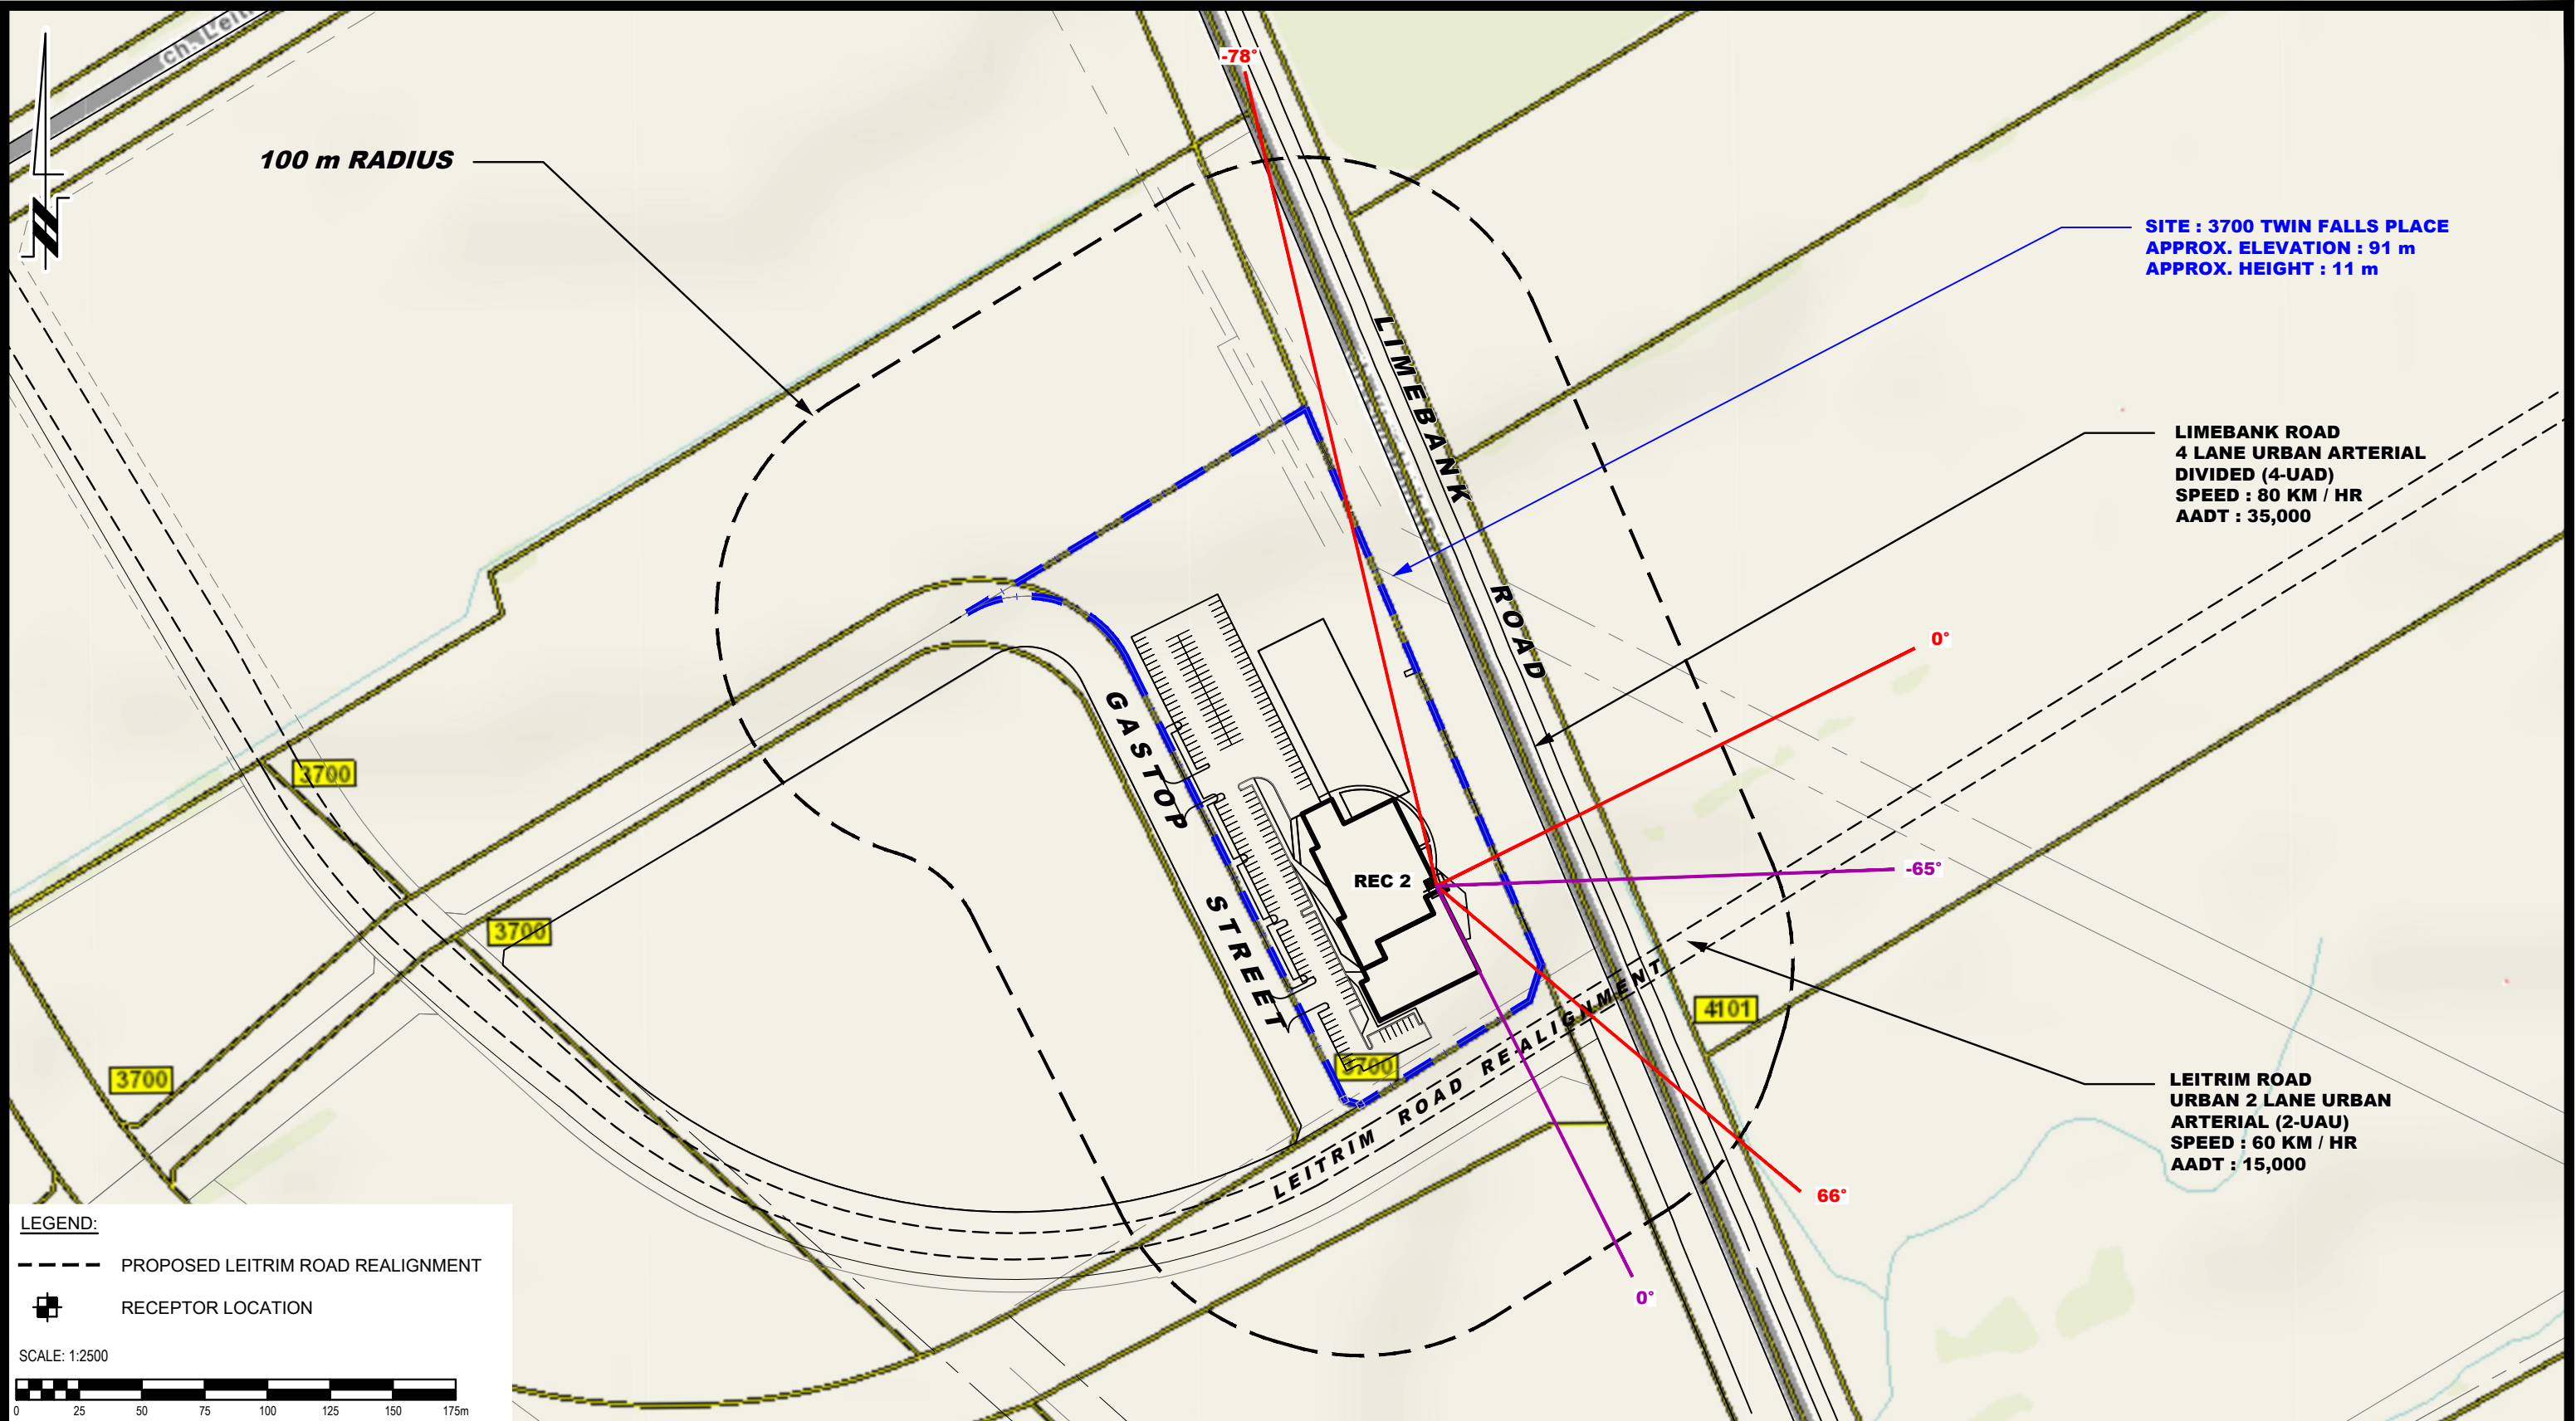 ch. Leitri
-78°
100 m RADIUS
SITE : 3700 TWIN FALLS PLACE
APPROX. ELEVATION : 91 m
APPROX. HEIGHT : 11 m
LIMEBANK ROAD
LIMEBANK ROAD
4 LANE URBAN ARTERIAL
DIVIDED (4-UAD)
SPEED : 80 KM / HR
AADT : 35,000
0°
GASTOP STREET
3700
REC 2
-65°
3700
LEITRIM ROAD REALIGNMENT
4101
3700
3700
LEITRIM ROAD
URBAN 2 LANE URBAN
ARTERIAL (2-UAU)
SPEED : 60 KM / HR
AADT : 15,000
66°
0°
LEGEND:
PROPOSED LEITRIM ROAD REALIGNMENT
RECEPTOR LOCATION
SCALE: 1:2500
0 25 50 75 100 125 150 175m